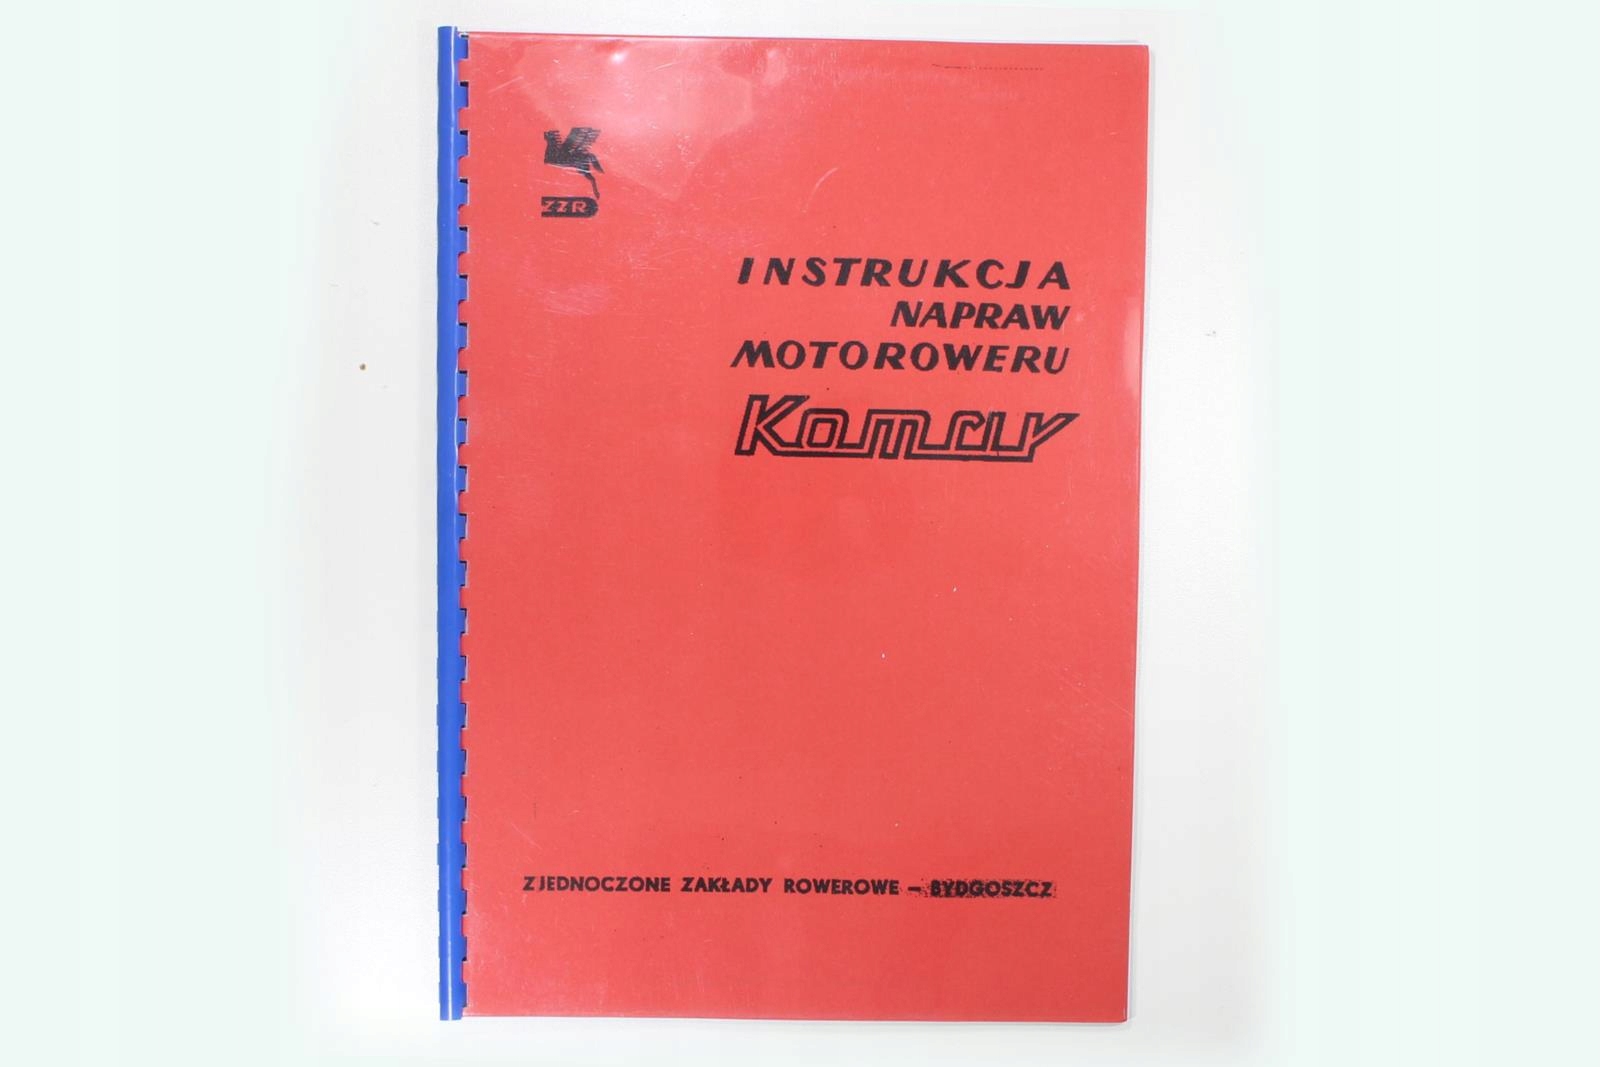 ZZR
INSTRUKCJA
NAPRAW
MOTOROWERU
Komar
ZJEDNOCZONE ZAKŁADY ROWEROWE – BYDGOSZCZ